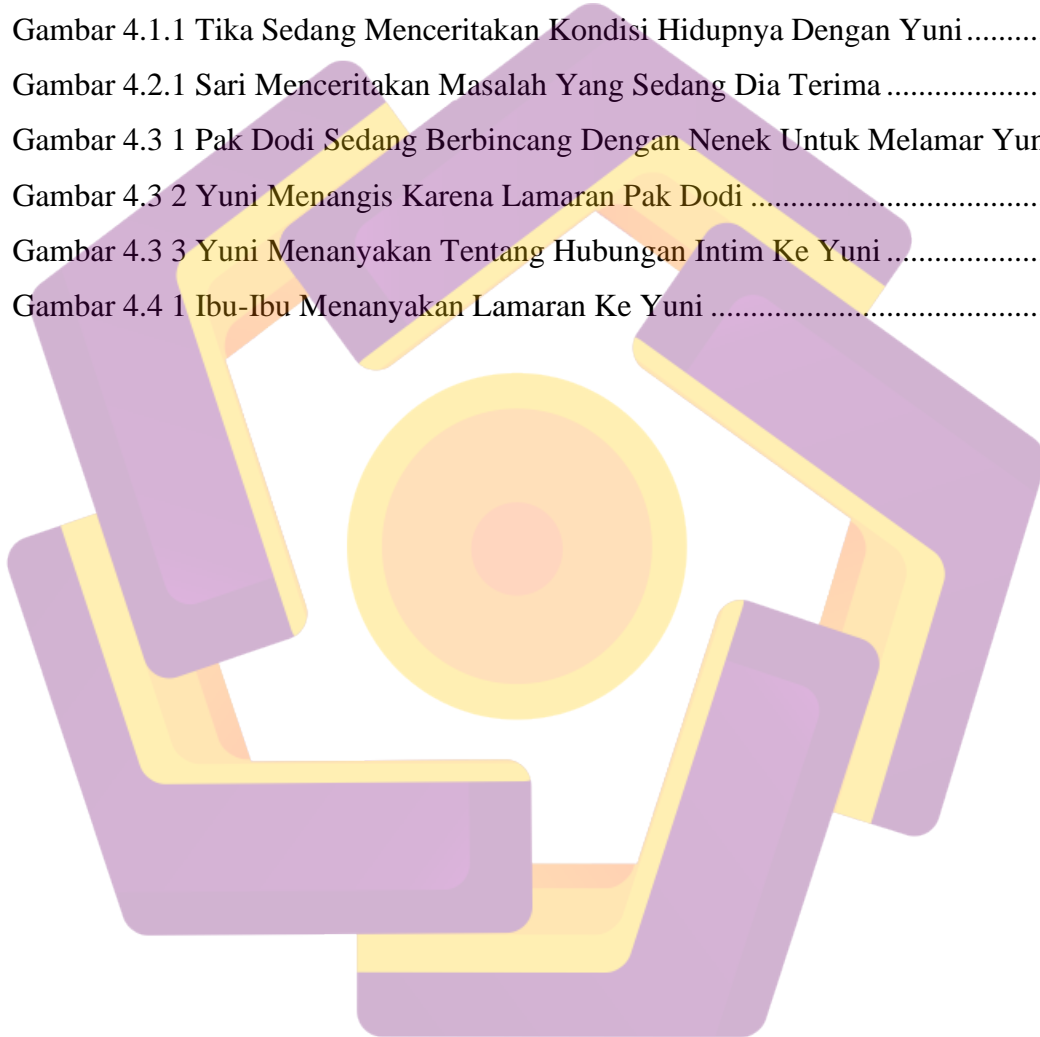 Gambar 4.1.1 Tika Sedang Menceritakan Kondisi Hidupnya Dengan Yuni.........
Gambar 4.2.1 Sari Menceritakan Masalah Yang Sedang Dia Terima ....................
Gambar 4.3 1 Pak Dodi Sedang Berbincang Dengan Nenek Untuk Melamar
Gambar 4.3 2 Yuni Menangis Karena Lamaran Pak Dodi .......................................
Gambar 4.3 3 Yuni Menanyakan Tentang Hubungan Intim Ke Yuni ....................
Gambar 4.4 1 Ibu-Ibu Menanyakan Lamaran Ke Yuni ............................................